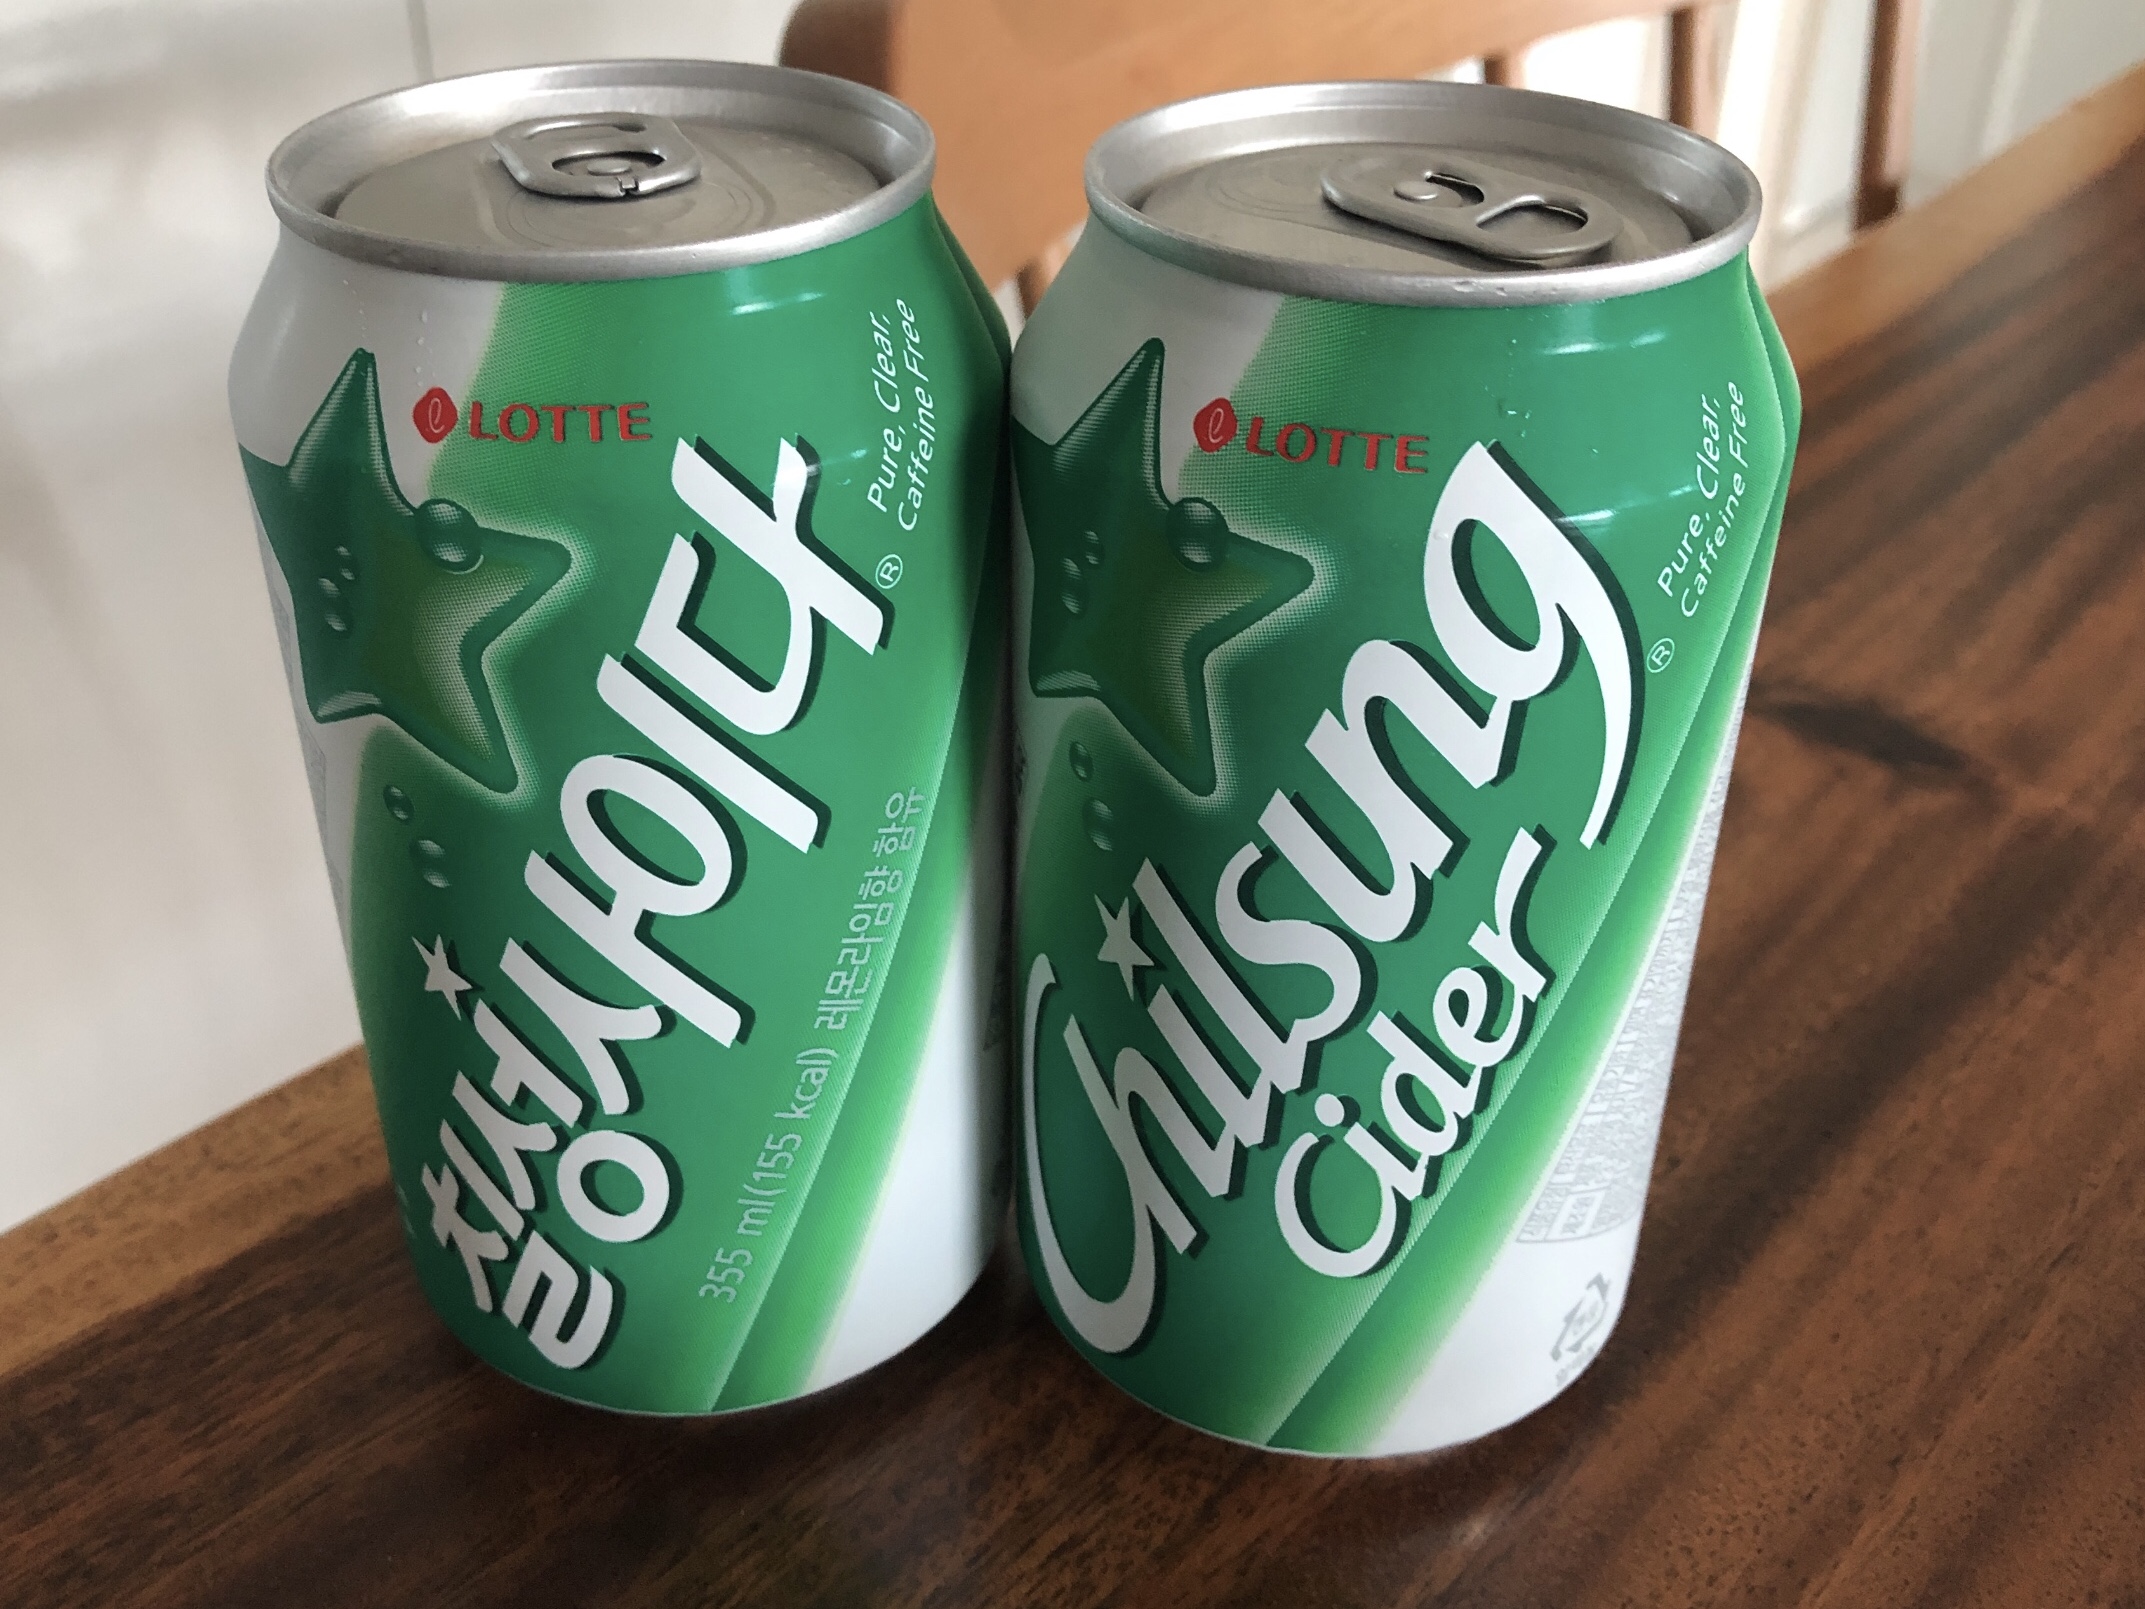 LOTTE
Pure, Clear,
Caffeine Free
칠성사이다
®
355 ml(155 kcal) 레몬라임향 함유
LOTTE
Pure, Clear,
Caffeine Free
Chilsung
®
Cider